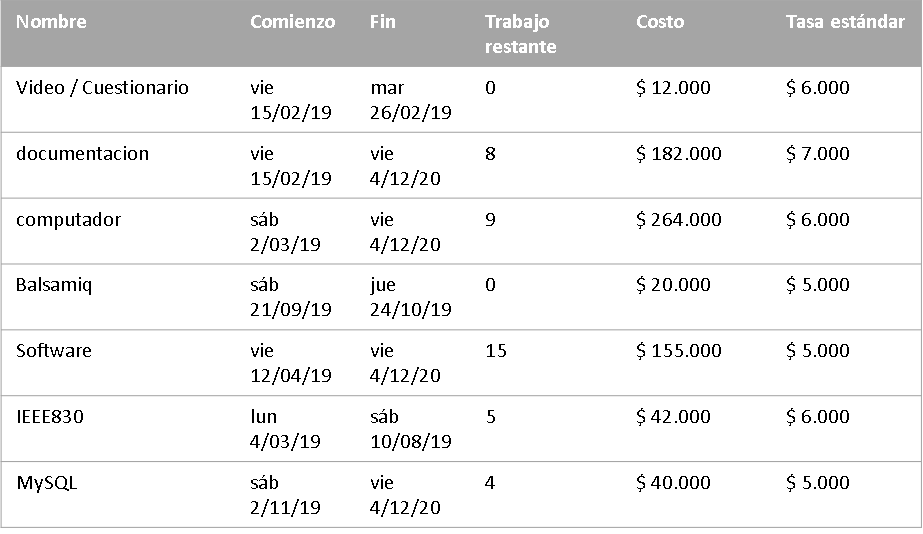 Nombre Comienzo Fin Trabajo restante Costo Tasa estándar
Video / Cuestionario vie 15/02/19 mar 26/02/19 0 $ 12.000 $ 6.000
documentacion vie 15/02/19 vie 4/12/20 8 $ 182.000 $ 7.000
computador sáb 2/03/19 vie 4/12/20 9 $ 264.000 $ 6.000
Balsamiq sáb 21/09/19 jue 24/10/19 0 $ 20.000 $ 5.000
Software vie 12/04/19 vie 4/12/20 15 $ 155.000 $ 5.000
IEEE830 lun 4/03/19 sáb 10/08/19 5 $ 42.000 $ 6.000
MySQL sáb 2/11/19 vie 4/12/20 4 $ 40.000 $ 5.000